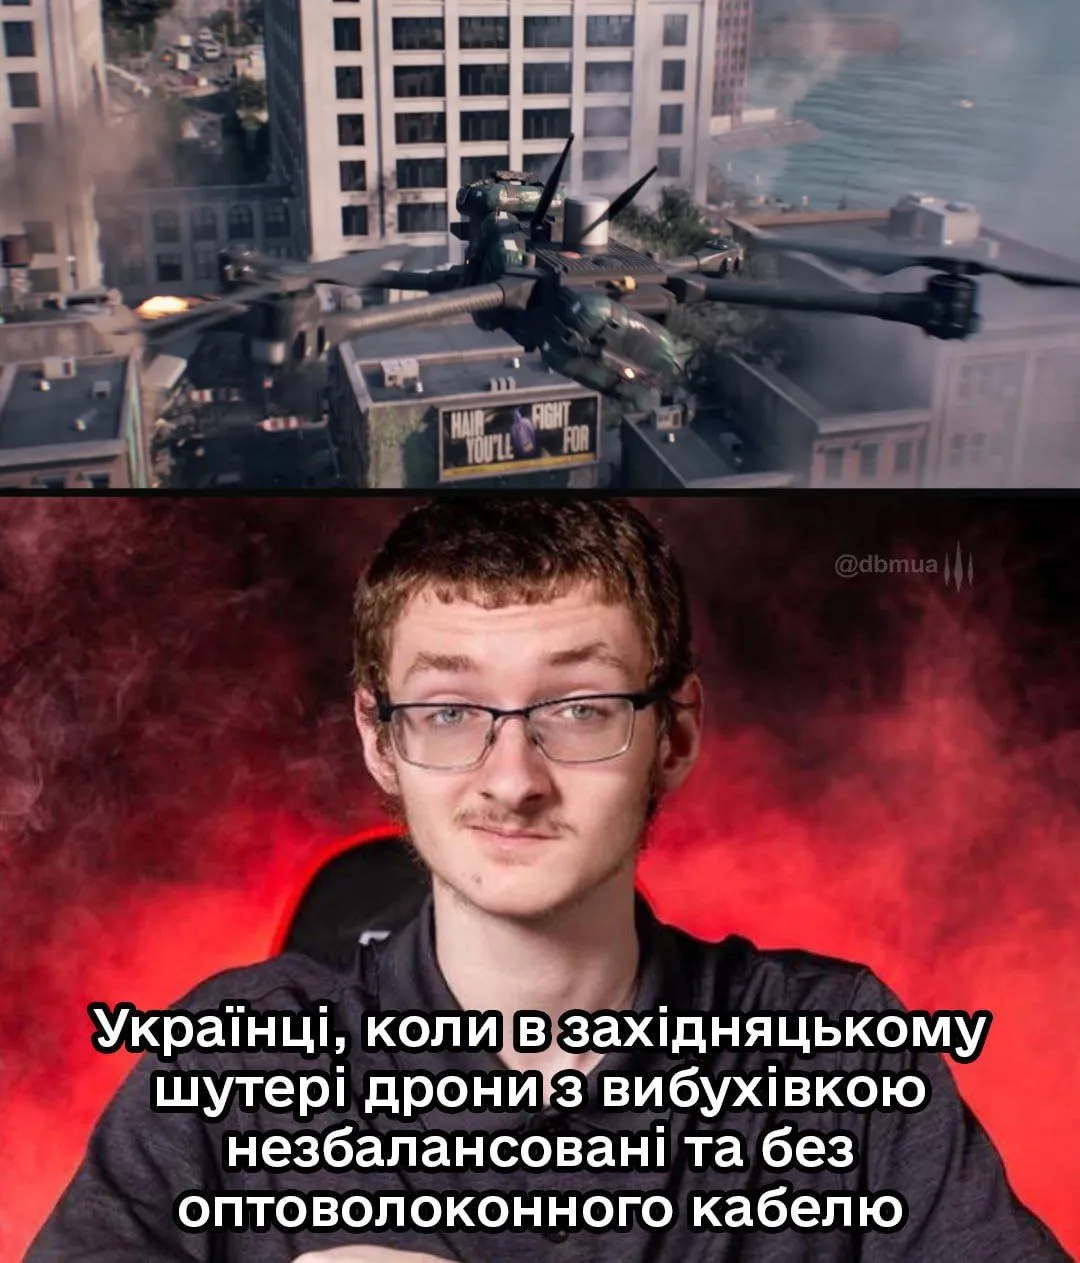 HAIR FIGHT
YOU'LL FOR
@dbmua
Українці, коли в західняцькому
шутері дрони з вибухівкою
незбалансовані та без
оптоволоконного кабелю